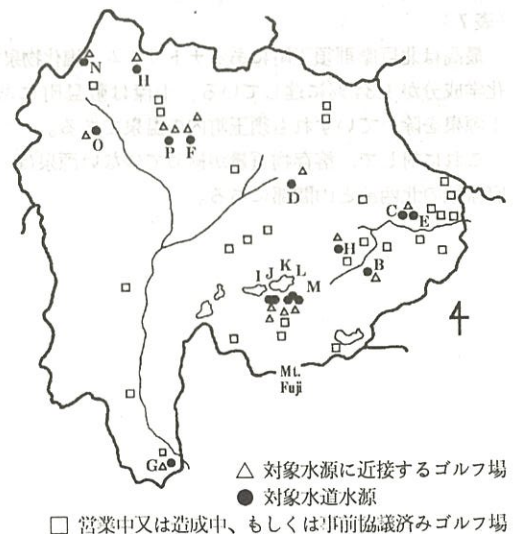 N
H
O
P F
D
C E
H
B
I J K L
M
Mt.
Fuji
G
△ 対象水源に近接するゴルフ場
● 対象水道水源
□ 営業中又は造成中、もしくは事前協議済みゴルフ場